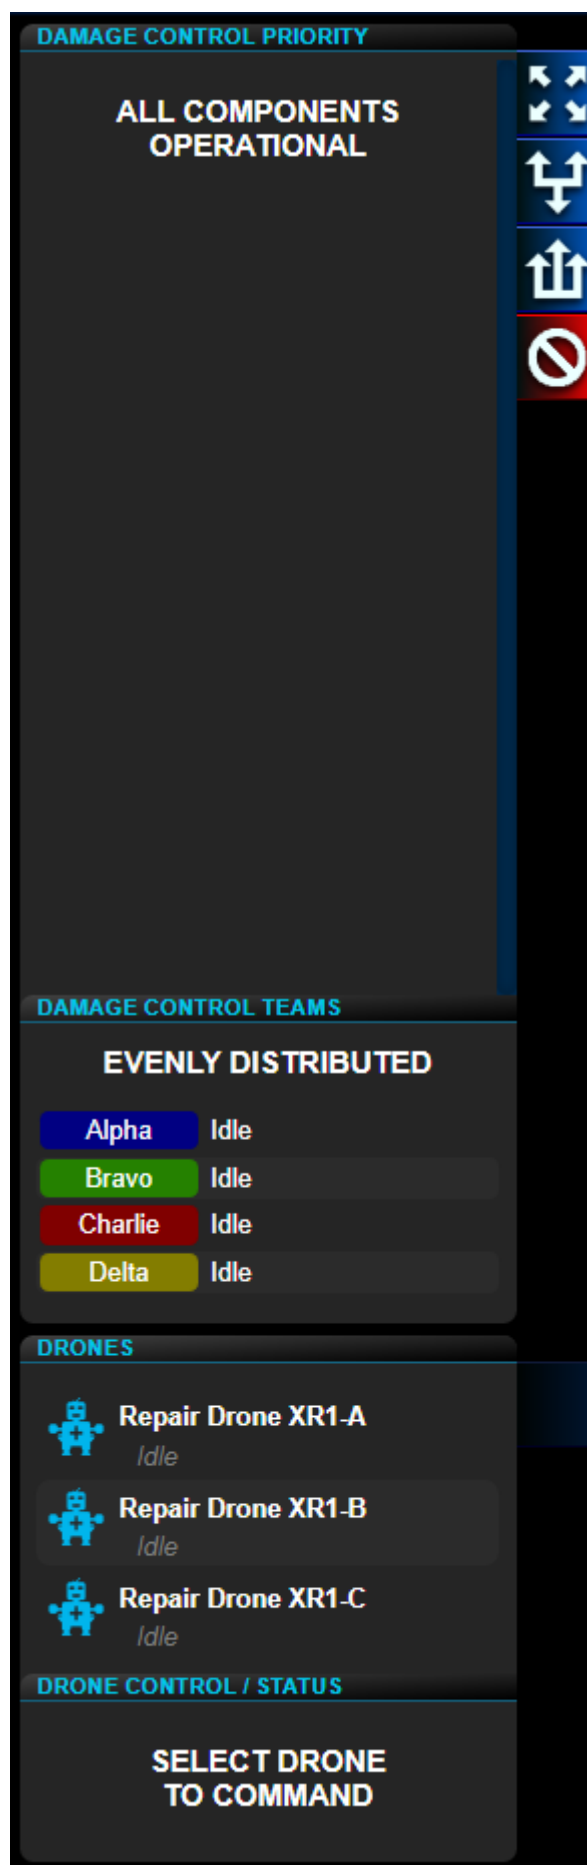 DAMAGE CONTROL PRIORITY
ALL COMPONENTS
OPERATIONAL
DAMAGE CONTROL TEAMS
EVENLY DISTRIBUTED
Alpha Idle
Bravo Idle
Charlie Idle
Delta Idle
DRONES
Repair Drone XR1-A
Idle
Repair Drone XR1-B
Idle
Repair Drone XR1-C
Idle
DRONE CONTROL / STATUS
SELECT DRONE
TO COMMAND